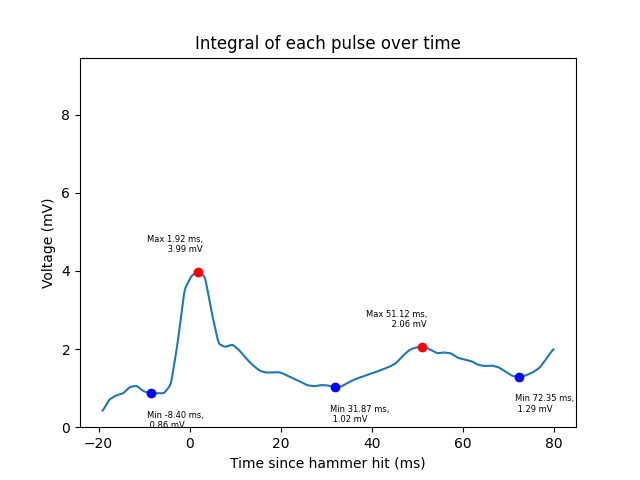 Integral of each pulse over time
Voltage (mV)
8
6
4
2
0
Max 1.92 ms,
3.99 mV
Max 51.12 ms,
2.06 mV
Min -8.40 ms,
0.86 mV
Min 31.87 ms,
1.02 mV
Min 72.35 ms,
1.29 mV
−20
0
20
40
60
80
Time since hammer hit (ms)